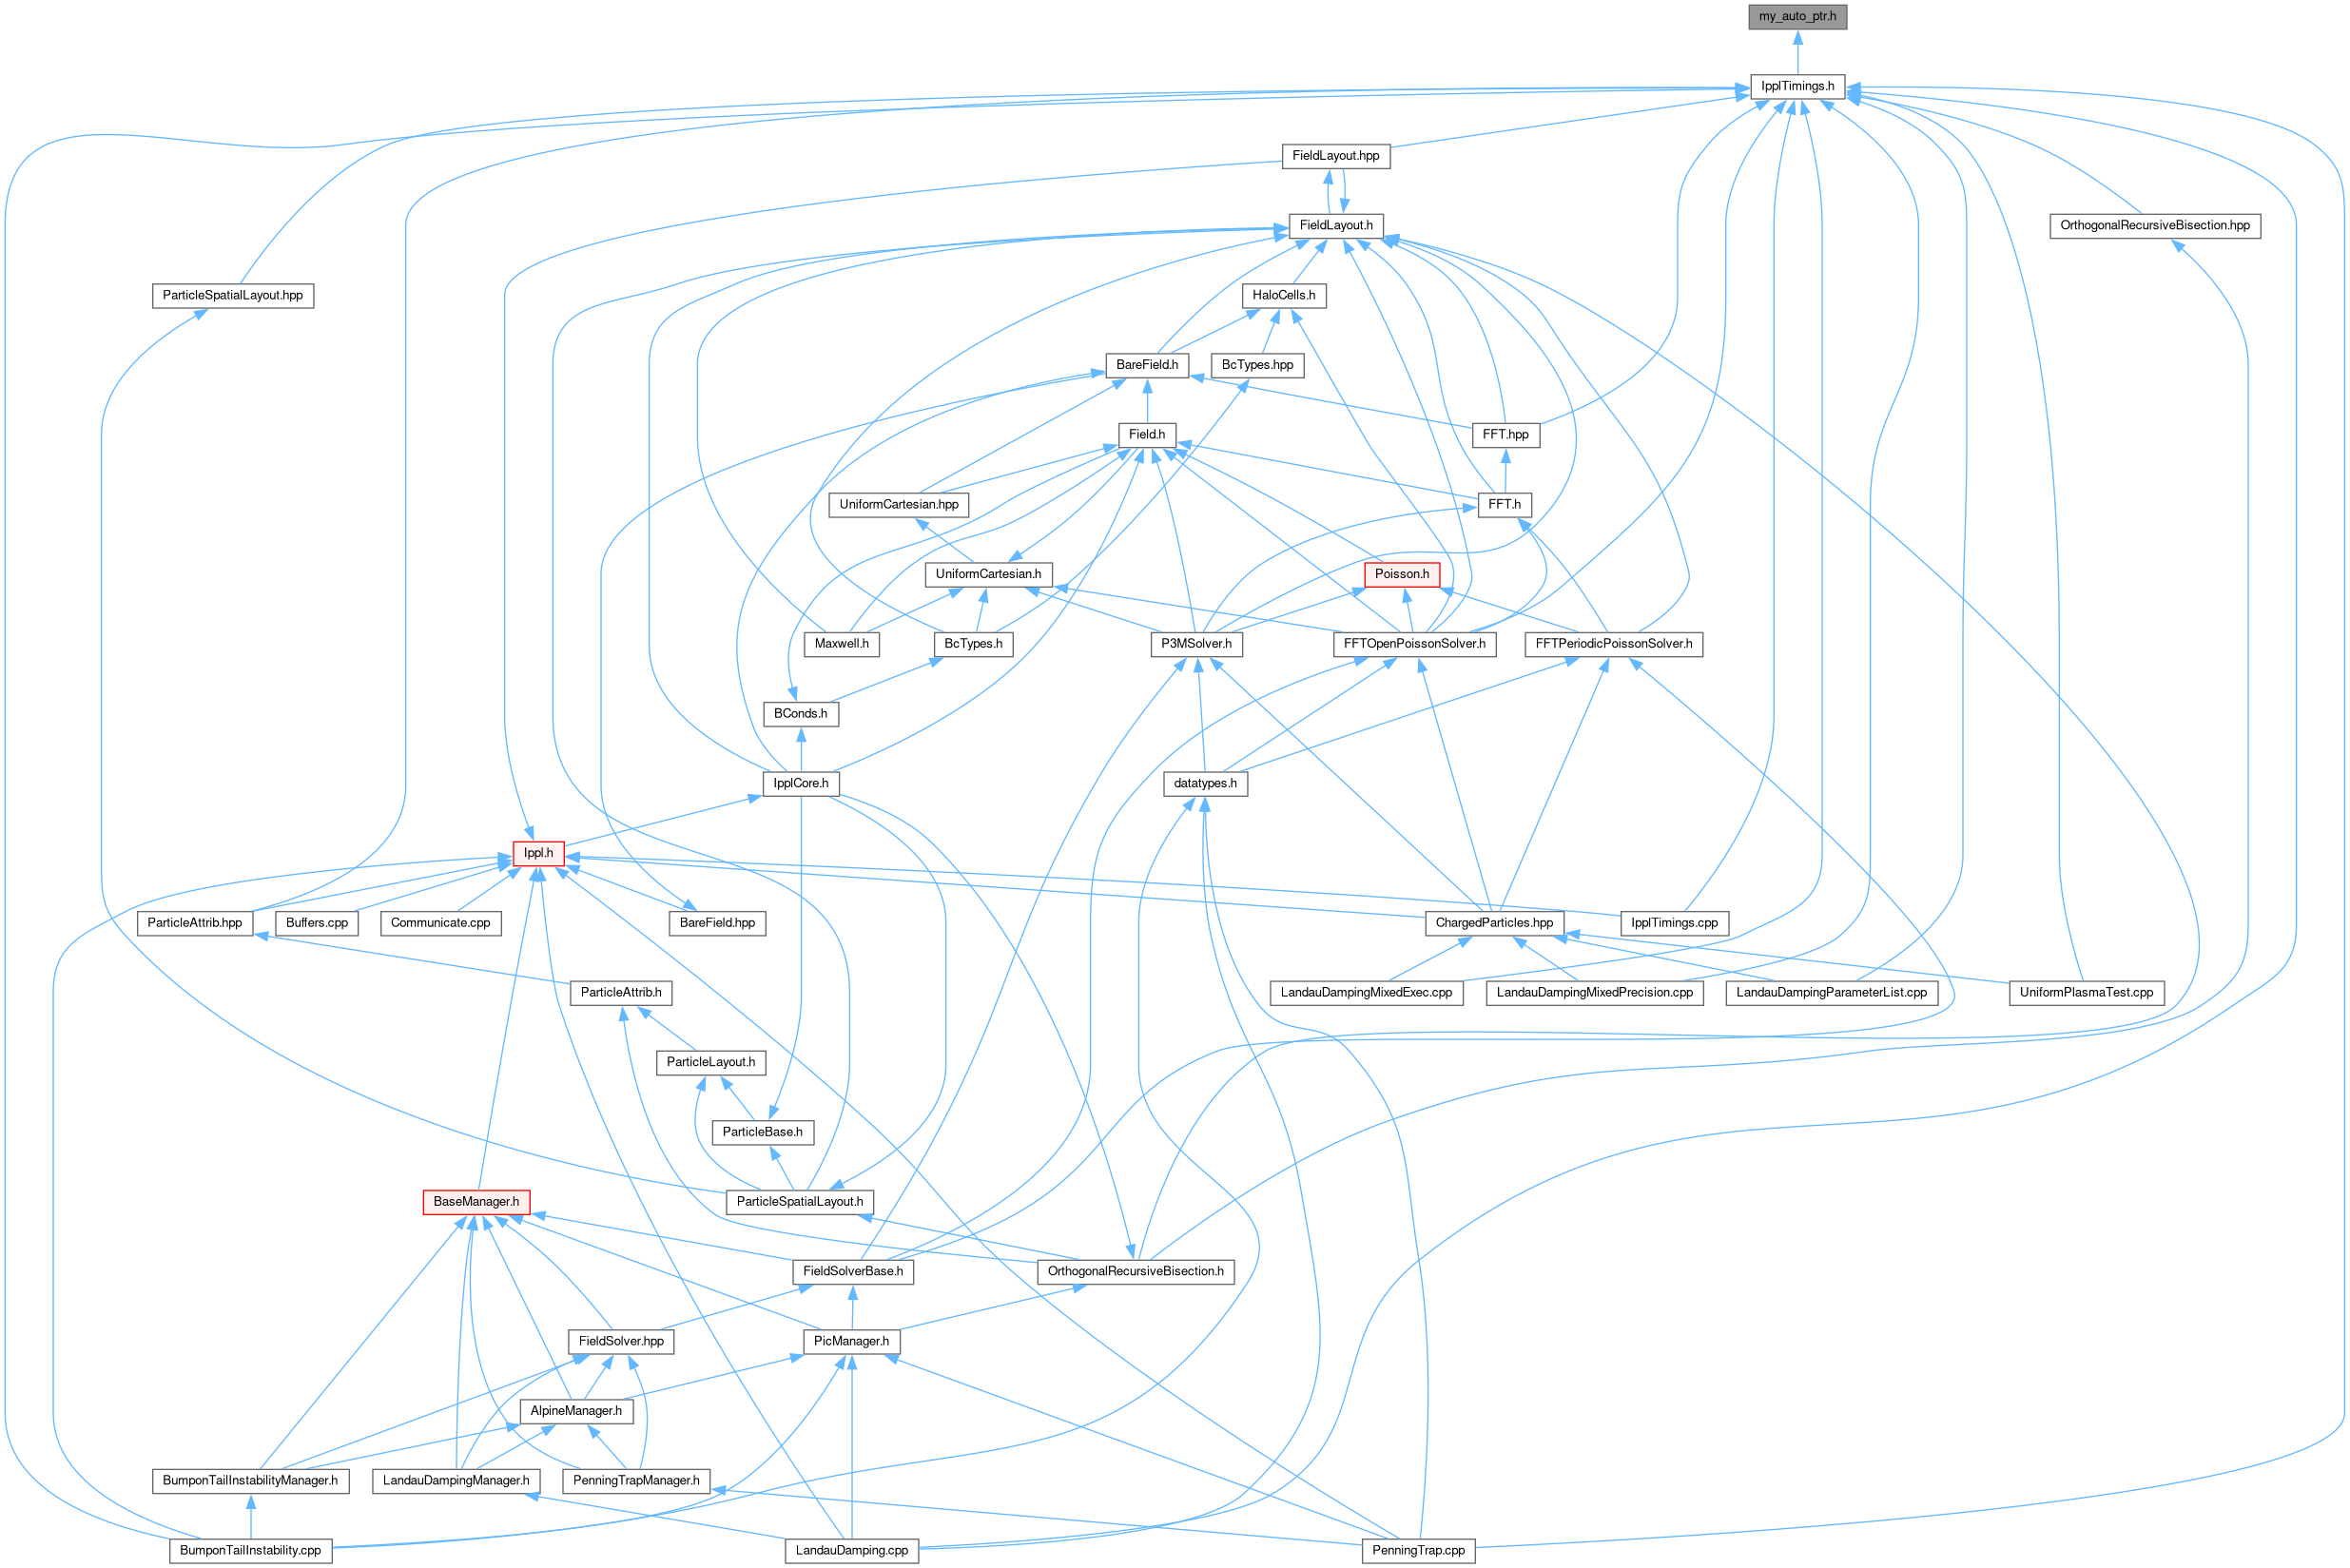 my_auto_ptr.h
IpplTimings.h
FieldLayout.hpp
FieldLayout.h
OrthogonalRecursiveBisection.hpp
ParticleSpatialLayout.hpp
HaloCells.h
BareField.h
BcTypes.hpp
Field.h
FFT.hpp
UniformCartesian.hpp
FFT.h
UniformCartesian.h
Poisson.h
Maxwell.h
BcTypes.h
P3MSolver.h
FFTOpenPoissonSolver.h
FFTPeriodicPoissonSolver.h
BConds.h
IpplCore.h
datatypes.h
Ippl.h
ParticleAttrib.hpp
Buffers.cpp
Communicate.cpp
BareField.hpp
ChargedParticles.hpp
IpplTimings.cpp
ParticleAttrib.h
LandauDampingMixedExec.cpp
LandauDampingMixedPrecision.cpp
LandauDampingParameterList.cpp
UniformPlasmaTest.cpp
ParticleLayout.h
ParticleBase.h
BaseManager.h
ParticleSpatialLayout.h
FieldSolverBase.h
OrthogonalRecursiveBisection.h
FieldSolver.hpp
PicManager.h
AlpineManager.h
BumponTailInstabilityManager.h
LandauDampingManager.h
PenningTrapManager.h
BumponTailInstability.cpp
LandauDamping.cpp
PenningTrap.cpp